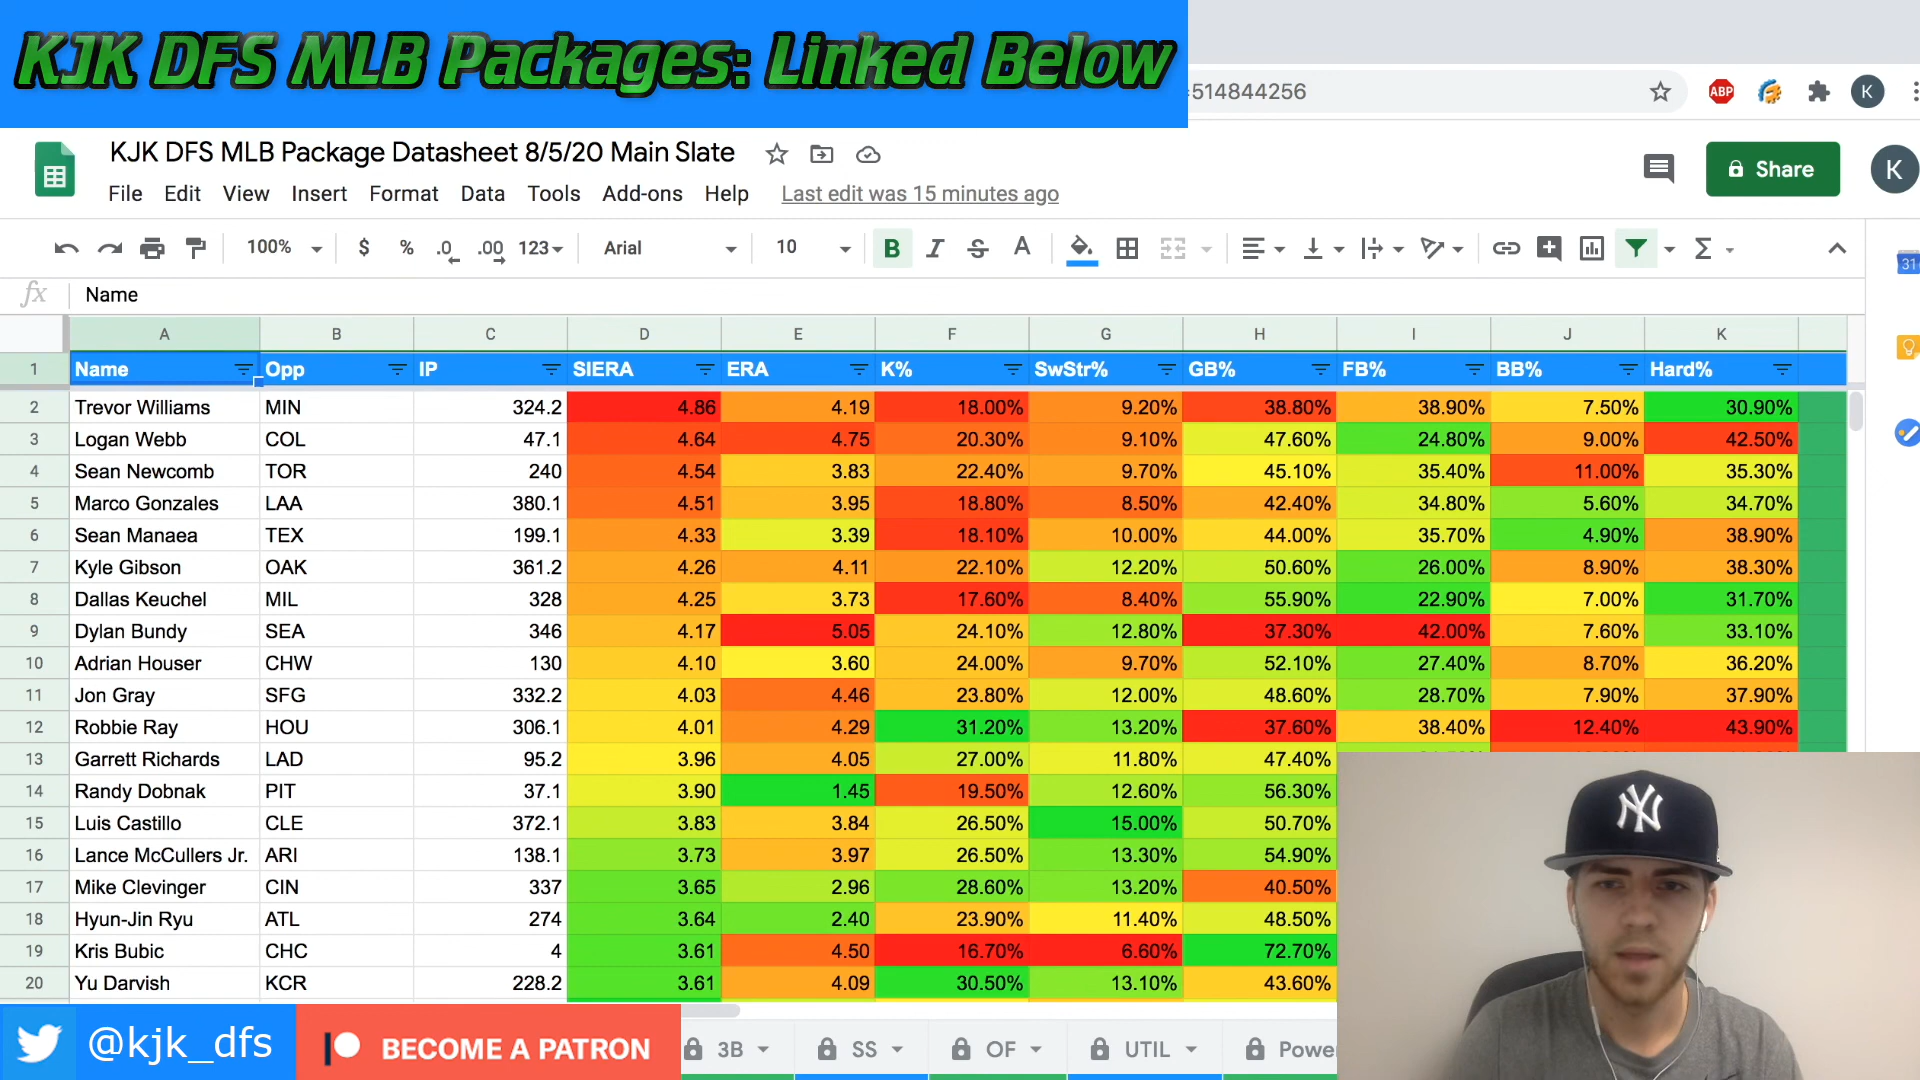 KJK DFS MLB Packages: Linked Below
514844256
ABP
K
KJK DFS MLB Package Datasheet 8/5/20 Main Slate
Share
K
File Edit View Insert Format Data Tools Add-ons Help Last edit was 15 minutes ago
100% $ % .0 .00 123 Arial 10 B I S A Σ
31
fx Name
A B C D E F G H I J K
1 Name Opp IP SIERA ERA K% SwStr% GB% FB% BB% Hard%
2 Trevor Williams MIN 324.2 4.86 4.19 18.00% 9.20% 38.80% 38.90% 7.50% 30.90%
3 Logan Webb COL 47.1 4.64 4.75 20.30% 9.10% 47.60% 24.80% 9.00% 42.50%
4 Sean Newcomb TOR 240 4.54 3.83 22.40% 9.70% 45.10% 35.40% 11.00% 35.30%
5 Marco Gonzales LAA 380.1 4.51 3.95 18.80% 8.50% 42.40% 34.80% 5.60% 34.70%
6 Sean Manaea TEX 199.1 4.33 3.39 18.10% 10.00% 44.00% 35.70% 4.90% 38.90%
7 Kyle Gibson OAK 361.2 4.26 4.11 22.10% 12.20% 50.60% 26.00% 8.90% 38.30%
8 Dallas Keuchel MIL 328 4.25 3.73 17.60% 8.40% 55.90% 22.90% 7.00% 31.70%
9 Dylan Bundy SEA 346 4.17 5.05 24.10% 12.80% 37.30% 42.00% 7.60% 33.10%
10 Adrian Houser CHW 130 4.10 3.60 24.00% 9.70% 52.10% 27.40% 8.70% 36.20%
11 Jon Gray SFG 332.2 4.03 4.46 23.80% 12.00% 48.60% 28.70% 7.90% 37.90%
12 Robbie Ray HOU 306.1 4.01 4.29 31.20% 13.20% 37.60% 38.40% 12.40% 43.90%
13 Garrett Richards LAD 95.2 3.96 4.05 27.00% 11.80% 47.40%
14 Randy Dobnak PIT 37.1 3.90 1.45 19.50% 12.60% 56.30%
15 Luis Castillo CLE 372.1 3.83 3.84 26.50% 15.00% 50.70%
16 Lance McCullers Jr. ARI 138.1 3.73 3.97 26.50% 13.30% 54.90%
17 Mike Clevinger CIN 337 3.65 2.96 28.60% 13.20% 40.50%
18 Hyun-Jin Ryu ATL 274 3.64 2.40 23.90% 11.40% 48.50%
19 Kris Bubic CHC 4 3.61 4.50 16.70% 6.60% 72.70%
20 Yu Darvish KCR 228.2 3.61 4.09 30.50% 13.10% 43.60%
NY
@kjk_dfs BECOME A PATRON 3B SS OF UTIL Power